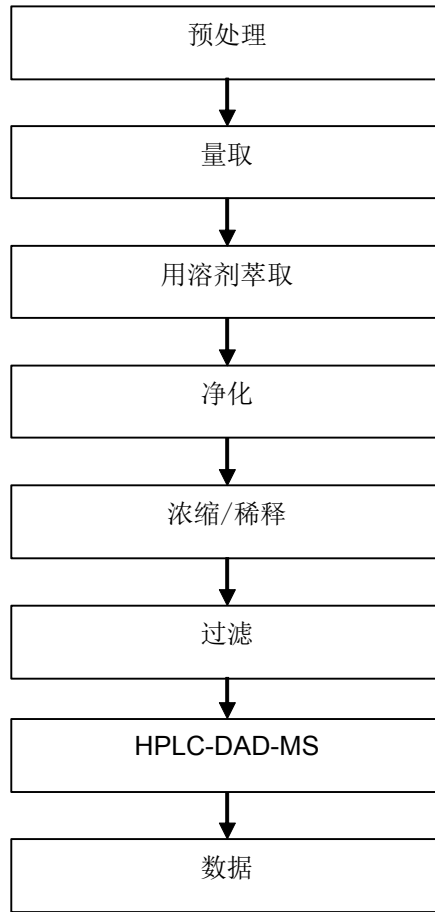 预处理
量取
用溶剂萃取
净化
浓缩/稀释
过滤
HPLC-DAD-MS
数据